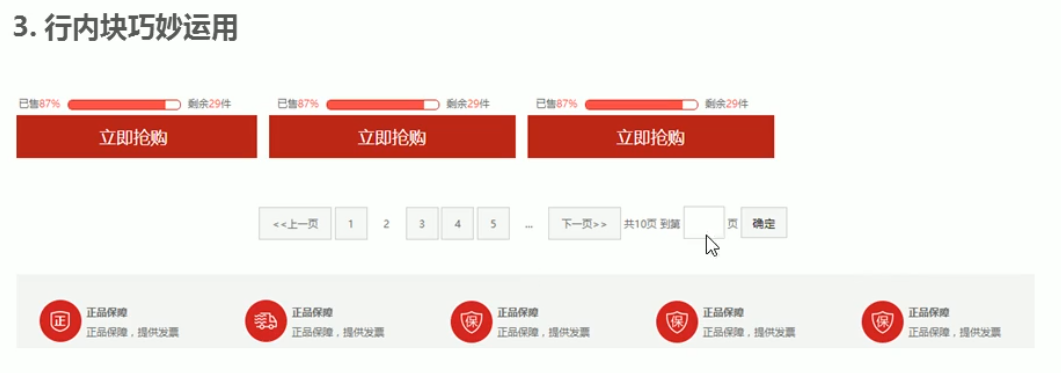 3. 行内块巧妙运用
已售87% 剩余29件 已售87% 剩余29件 已售87% 剩余29件
立即抢购 立即抢购 立即抢购
<<上一页 1 2 3 4 5 ... 下一页>> 共10页 到第 页 确定
正 正品保障 正品保障 保 正品保障 保 正品保障 保 正品保障
正品保障，提供发票 正品保障，提供发票 正品保障，提供发票 正品保障，提供发票 正品保障，提供发票